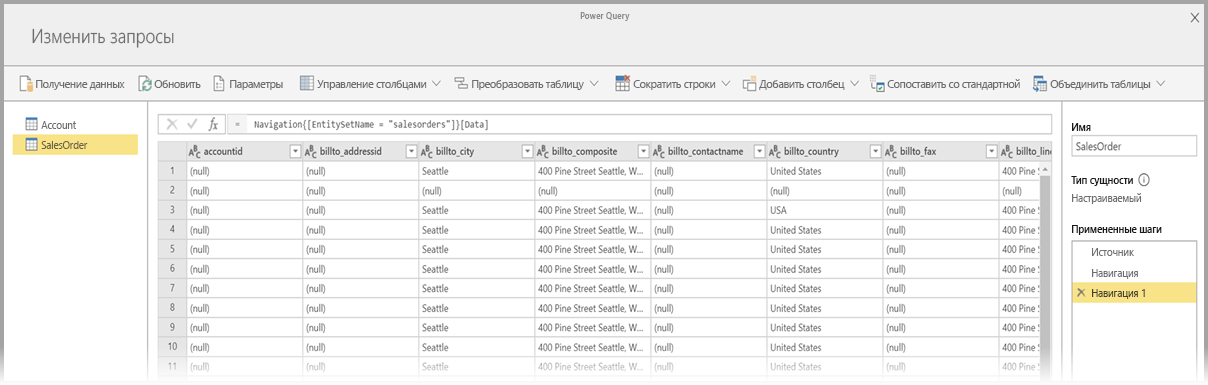 Power Query
Изменить запросы
Получение данных Обновить Параметры Управление столбцами Преобразовать таблицу Сократить строки Добавить столбец Сопоставить со стандартной Объединить таблицы
Account
SalesOrder
fx = Navigation{[EntitySetName = "salesorders"]}[Data]
ABC accountid ABC billto_addressid ABC billto_city ABC billto_composite ABC billto_contactname ABC billto_country ABC billto_fax ABC billto_line
1 (null) (null) Seattle 400 Pine Street Seattle, W... (null) United States (null) 400 Pine S
2 (null) (null) (null) (null) (null) (null) (null) (null)
3 (null) (null) Seattle 400 Pine Street Seattle, W... (null) USA (null) 400 Pine S
4 (null) (null) Seattle 400 Pine Street Seattle, W... (null) United States (null) 400 Pine S
5 (null) (null) Seattle 400 Pine Street Seattle, W... (null) United States (null) 400 Pine S
6 (null) (null) Seattle 400 Pine Street Seattle, W... (null) United States (null) 400 Pine S
7 (null) (null) Seattle 400 Pine Street Seattle, W... (null) United States (null) 400 Pine S
8 (null) (null) Seattle 400 Pine Street Seattle, W... (null) United States (null) 400 Pine S
9 (null) (null) Seattle 400 Pine Street Seattle, W... (null) United States (null) 400 Pine S
10 (null) (null) Seattle 400 Pine Street Seattle, W... (null) United States (null) 400 Pine S
11 (null) (null) Seattle 400 Pine Street Seattle, W... (null) United States (null) 400 Pine S
Имя
SalesOrder
Тип сущности
Настраиваемый
Примененные шаги
Источник
Навигация
Навигация 1